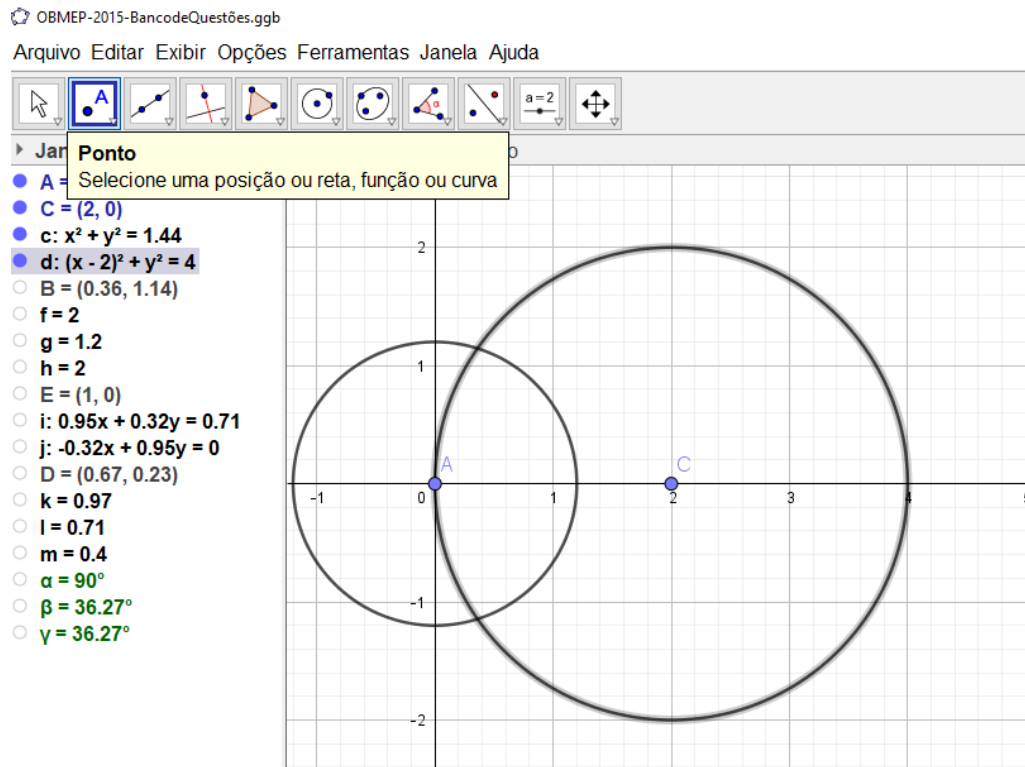 OBMEP-2015-BancodeQuestões.ggb
Arquivo Editar Exibir Opções Ferramentas Janela Ajuda
A
α
a=2
Jan
o
Ponto
Selecione uma posição ou reta, função ou curva
A =
C = (2, 0)
c: x² + y² = 1.44
d: (x - 2)² + y² = 4
B = (0.36, 1.14)
f = 2
g = 1.2
h = 2
E = (1, 0)
i: 0.95x + 0.32y = 0.71
j: -0.32x + 0.95y = 0
D = (0.67, 0.23)
k = 0.97
l = 0.71
m = 0.4
α = 90°
β = 36.27°
γ = 36.27°
2
1
A
C
-1
0
1
2
3
4
-1
-2